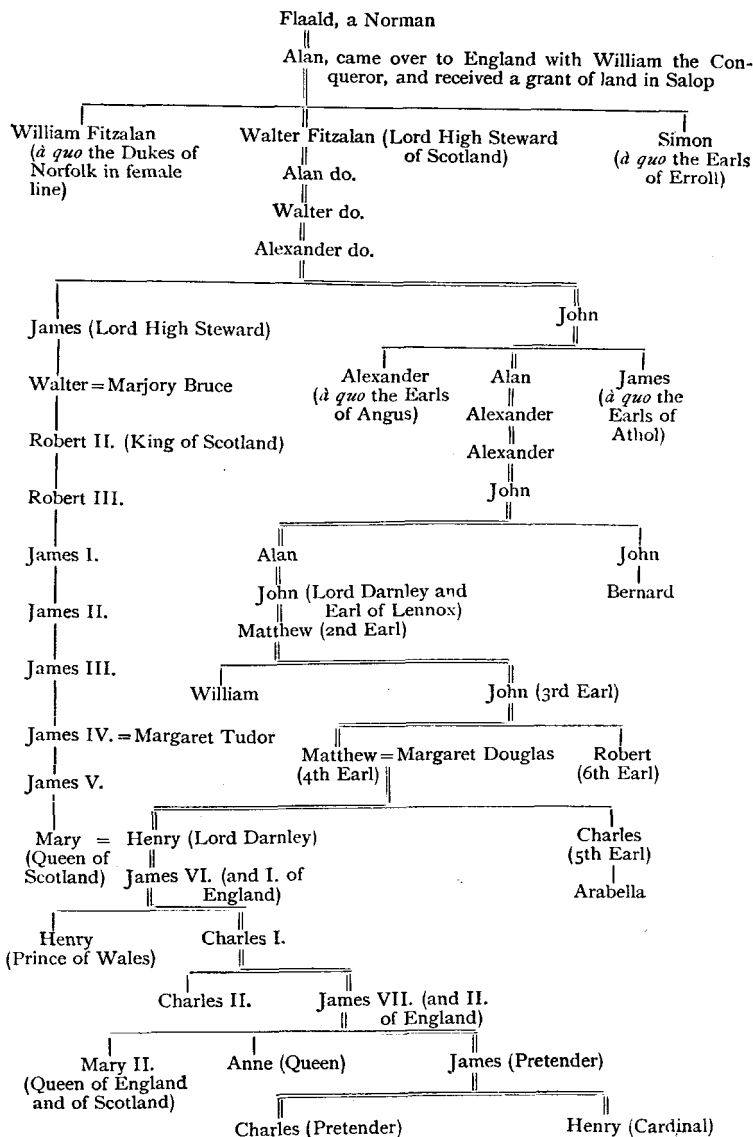 Flaald, a Norman
Alan, came over to England with William the Con-
queror, and received a grant of land in Salop
William Fitzalan
(à quo the Dukes of
Norfolk in female
line)
Walter Fitzalan (Lord High Steward
of Scotland)
Simon
(à quo the Earls
of Erroll)
Alan do.
Walter do.
Alexander do.
James (Lord High Steward)
John
Walter = Marjory Bruce
Alexander
(à quo the Earls
of Angus)
Alan
James
(à quo the
Earls of
Athol)
Alexander
Robert II. (King of Scotland)
Alexander
Robert III.
John
James I.
Alan
John
John (Lord Darnley and
Earl of Lennox)
Bernard
James II.
Matthew (2nd Earl)
James III.
William
John (3rd Earl)
James IV. = Margaret Tudor
Matthew = Margaret Douglas
(4th Earl)
Robert
(6th Earl)
James V.
Mary = Henry (Lord Darnley)
(Queen of
Scotland)
Charles
(5th Earl)
James VI. (and I. of
England)
Arabella
Henry
(Prince of Wales)
Charles I.
Charles II.
James VII. (and II.
of England)
Mary II.
(Queen of England
and of Scotland)
Anne (Queen)
James (Pretender)
Charles (Pretender)
Henry (Cardinal)